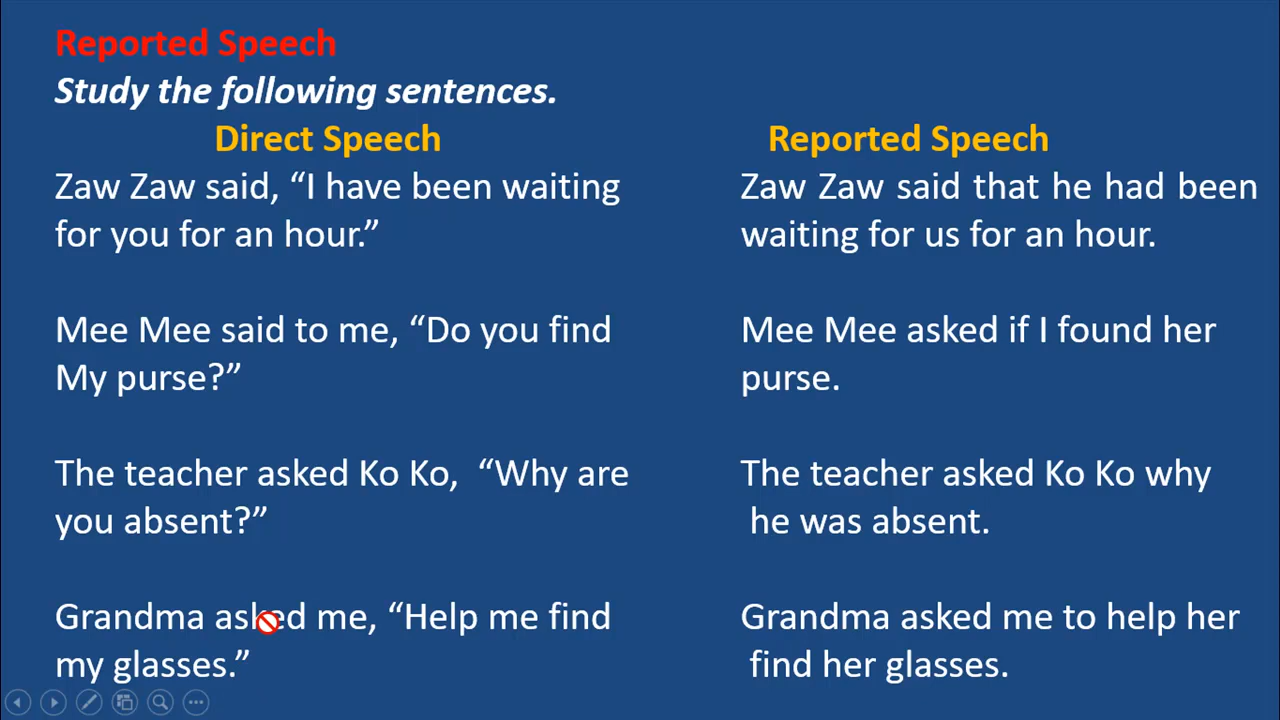 Reported Speech
Study the following sentences.
Direct Speech
Zaw Zaw said, “I have been waiting
for you for an hour.”
Mee Mee said to me, “Do you find
My purse?”
The teacher asked Ko Ko,  “Why are
you absent?”
Grandma asked me, “Help me find
my glasses.”
Reported Speech
Zaw Zaw said that he had been
waiting for us for an hour.
Mee Mee asked if I found her
purse.
The teacher asked Ko Ko why
he was absent.
Grandma asked me to help her
find her glasses.